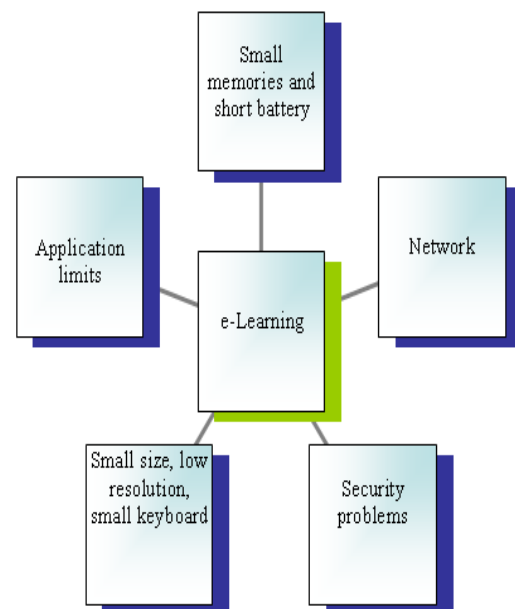 Small
memories and
short battery
Application
limits
Network
e-Learning
Small size, low
resolution,
small keyboard
Security
problems